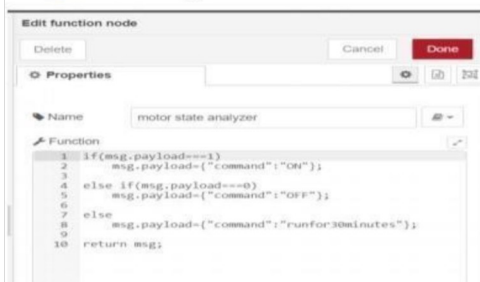 Edit function node
Delete Cancel Done
Properties
Name motor state analyzer
Function
1 if(msg.payload===1)
2 msg.payload={"command":"ON"};
3
4 else if(msg.payload===0)
5 msg.payload={"command":"OFF"};
6
7 else
8 msg.payload={"command":"runfor30minutes"};
9
10 return msg;